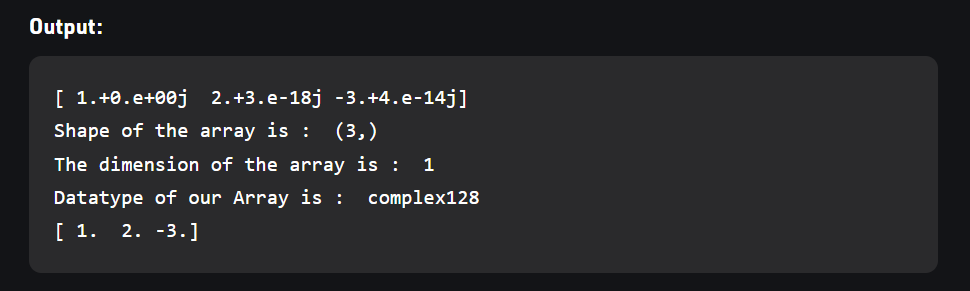 Output:
[ 1.+0.e+00j  2.+3.e-18j -3.+4.e-14j]
Shape of the array is :  (3,)
The dimension of the array is :  1
Datatype of our Array is :  complex128
[ 1.  2. -3.]